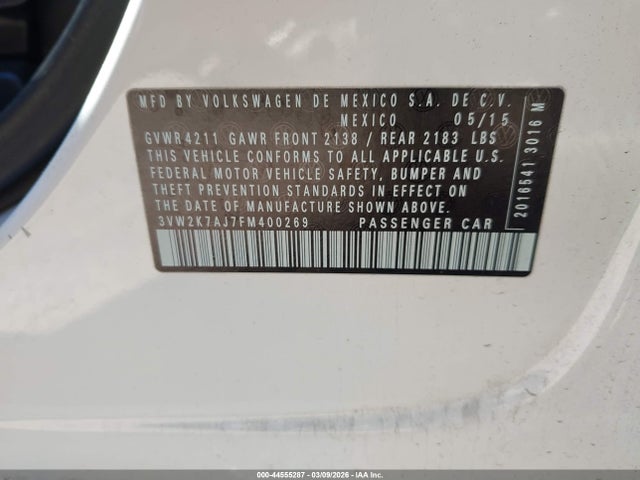 MFD BY VOLKSWAGEN DE MEXICO S.A. DE C.V.
MEXICO 05/15
GVWR 4211 GAWR FRONT 2138 / REAR 2183 LBS
THIS VEHICLE CONFORMS TO ALL APPLICABLE U.S.
FEDERAL MOTOR VEHICLE SAFETY, BUMPER AND
THEFT PREVENTION STANDARDS IN EFFECT ON
THE DATE OF MANUFACTURE SHOWN ABOVE.
3VW2K7AJ7FM400269 PASSENGER CAR
2016541 3016 M
000-44555267 | 03/09/2026 | IAA Inc.